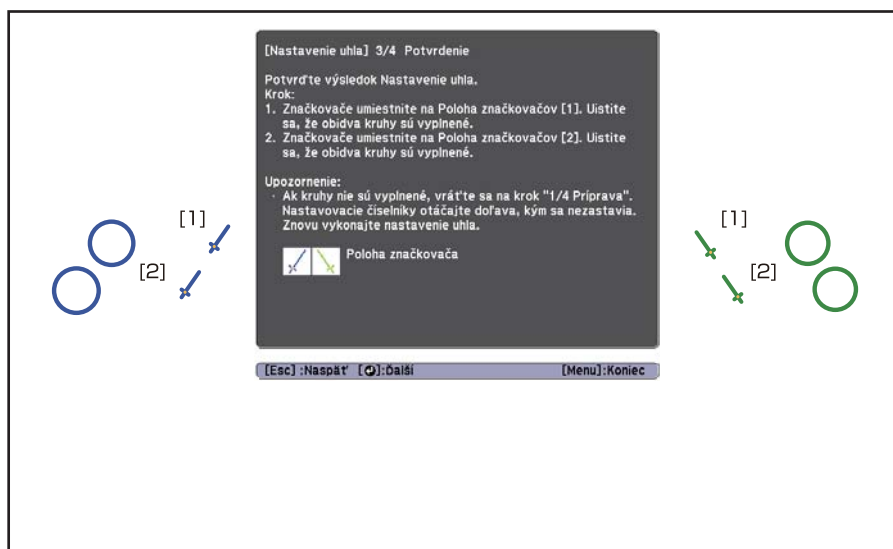 [Nastavenie uhla] 3/4 Potvrdenie
Potvrďte výsledok Nastavenie uhla.
Krok:
1. Značkovače umiestnite na Poloha značkovačov [1]. Uistite
sa, že obidva kruhy sú vyplnené.
2. Značkovače umiestnite na Poloha značkovačov [2]. Uistite
sa, že obidva kruhy sú vyplnené.
Upozornenie:
· Ak kruhy nie sú vyplnené, vráťte sa na krok "1/4 Príprava".
Nastavovacie číselníky otáčajte doľava, kým sa nezastavia.
Znovu vykonajte nastavenie uhla.
[1]
[1]
[2]
[2]
Poloha značkovača
[Esc] :Naspäť [⏎]:Ďalší [Menu]:Koniec